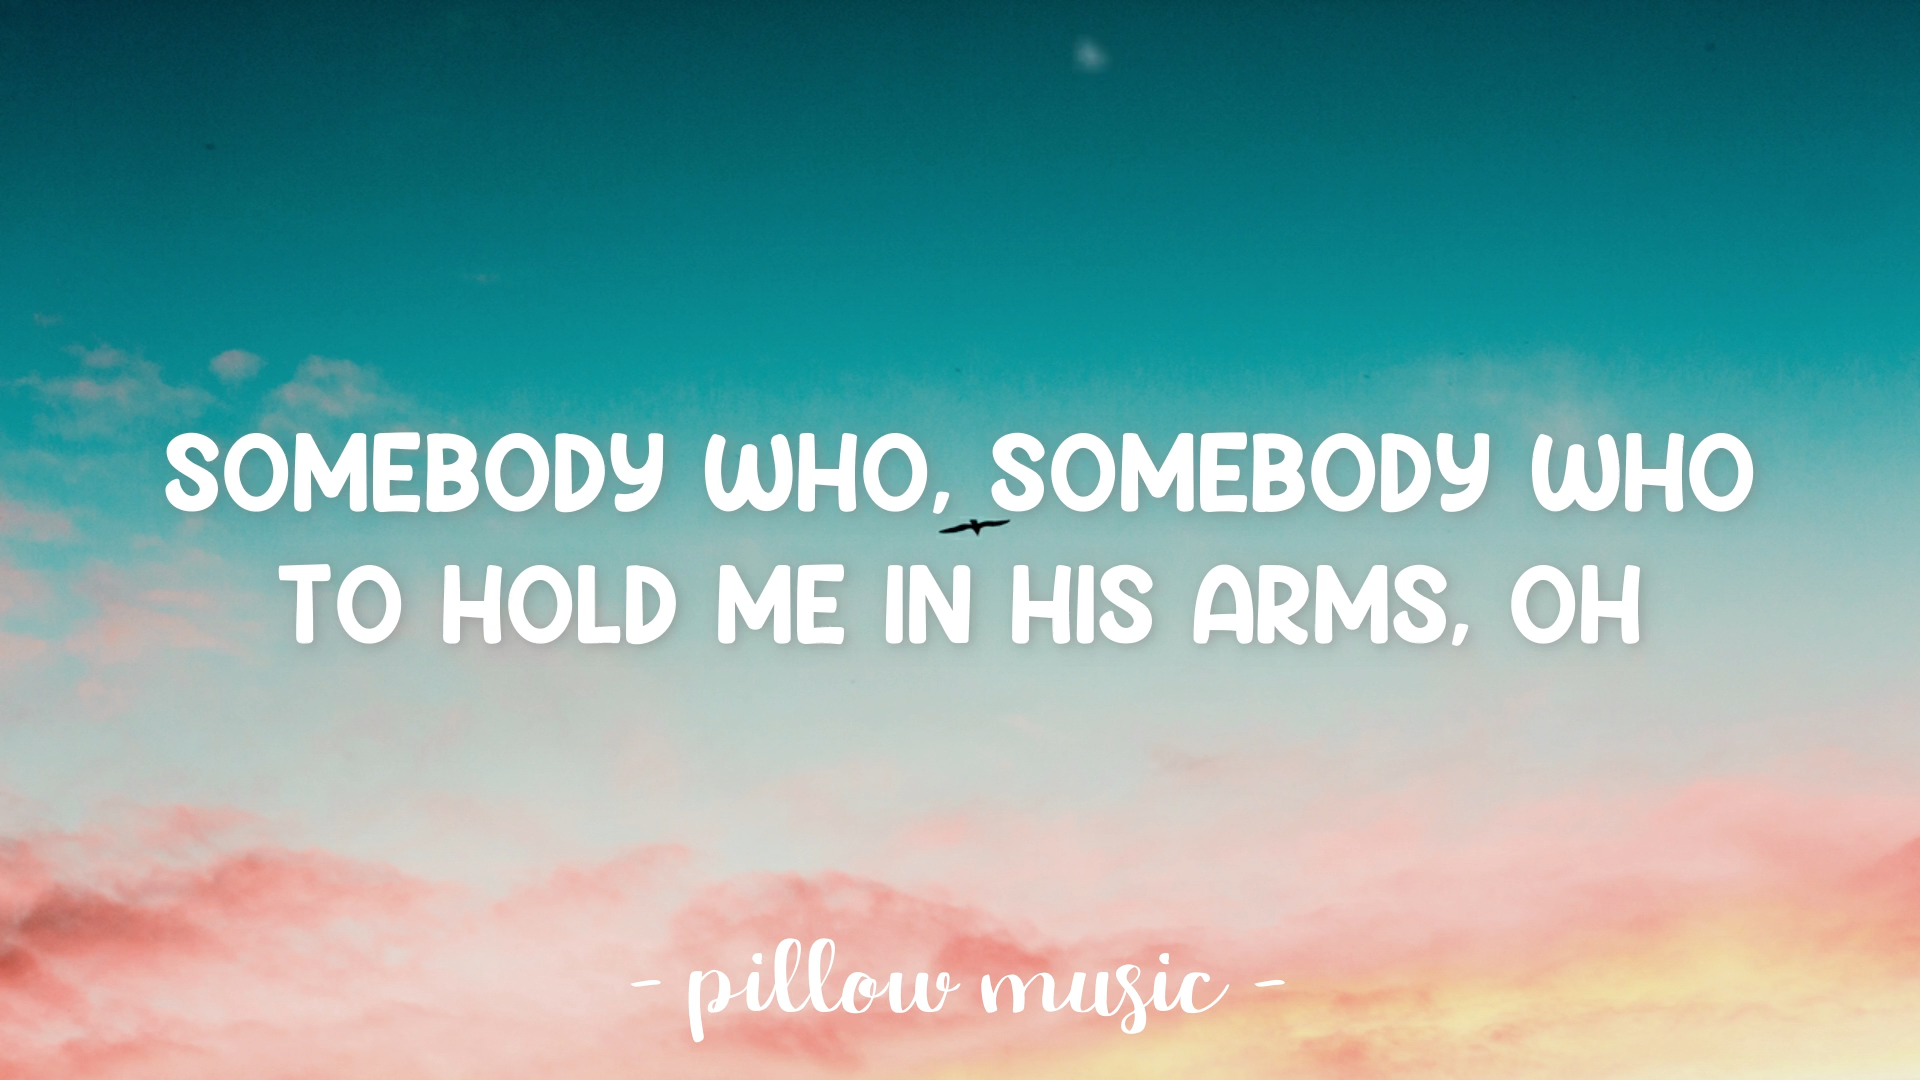 SOMEBODY WHO, SOMEBODY WHO
TO HOLD ME IN HIS ARMS, OH
- pillow music -